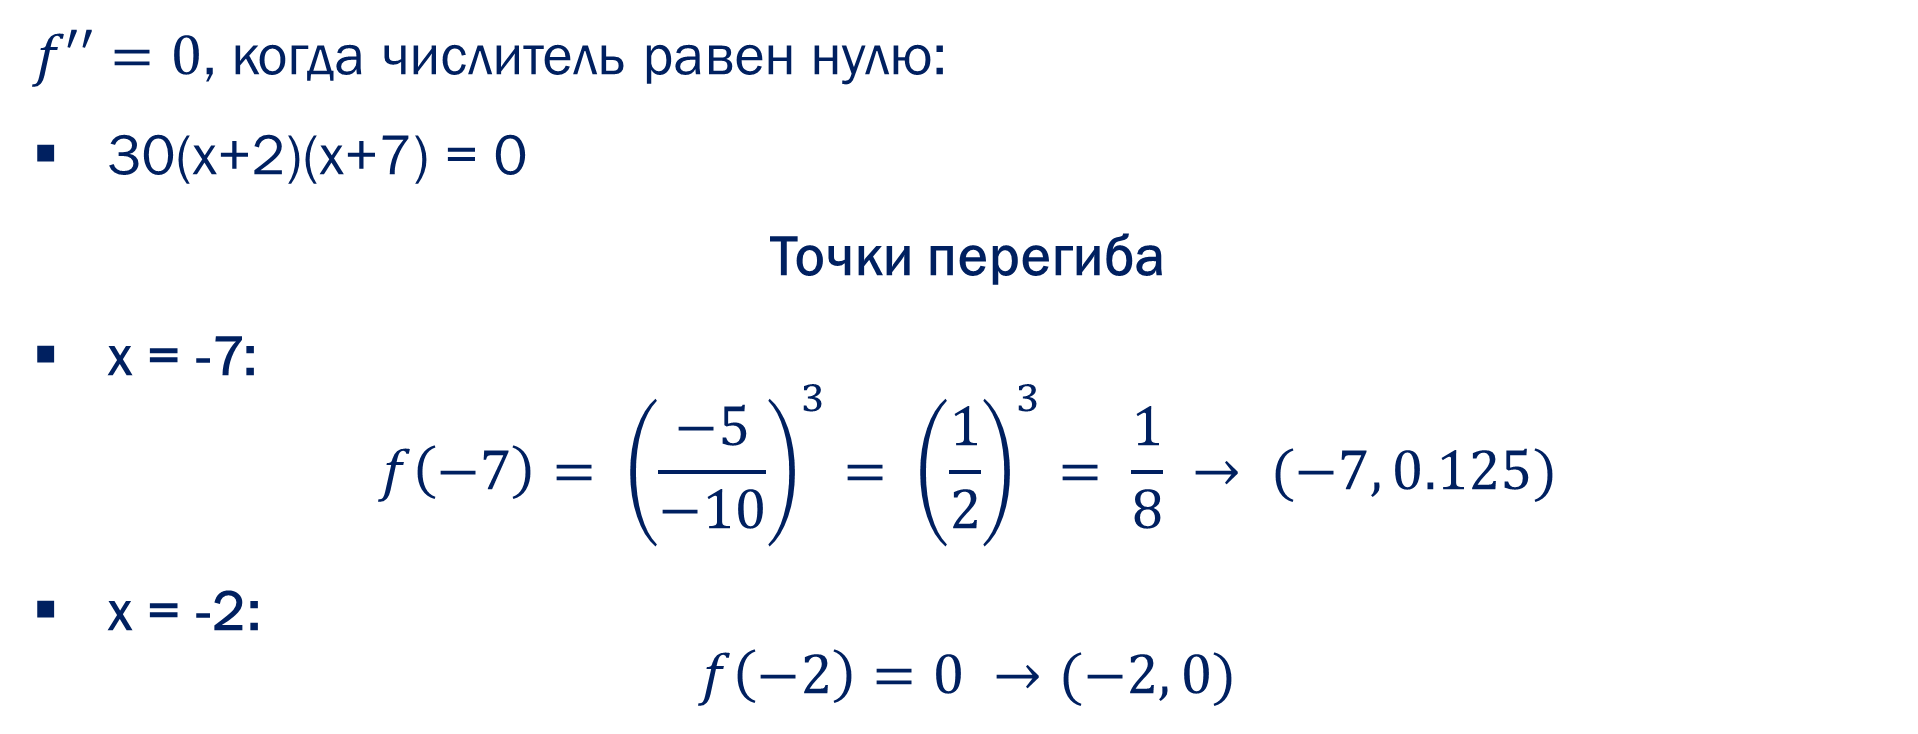 f′′ = 0, когда числитель равен нулю:
▪ 30(x+2)(x+7) = 0
Точки перегиба
▪ x = -7:
f(−7) = (−5/−10)³ = (1/2)³ = 1/8 → (−7, 0.125)
▪ x = -2:
f(−2) = 0 → (−2, 0)